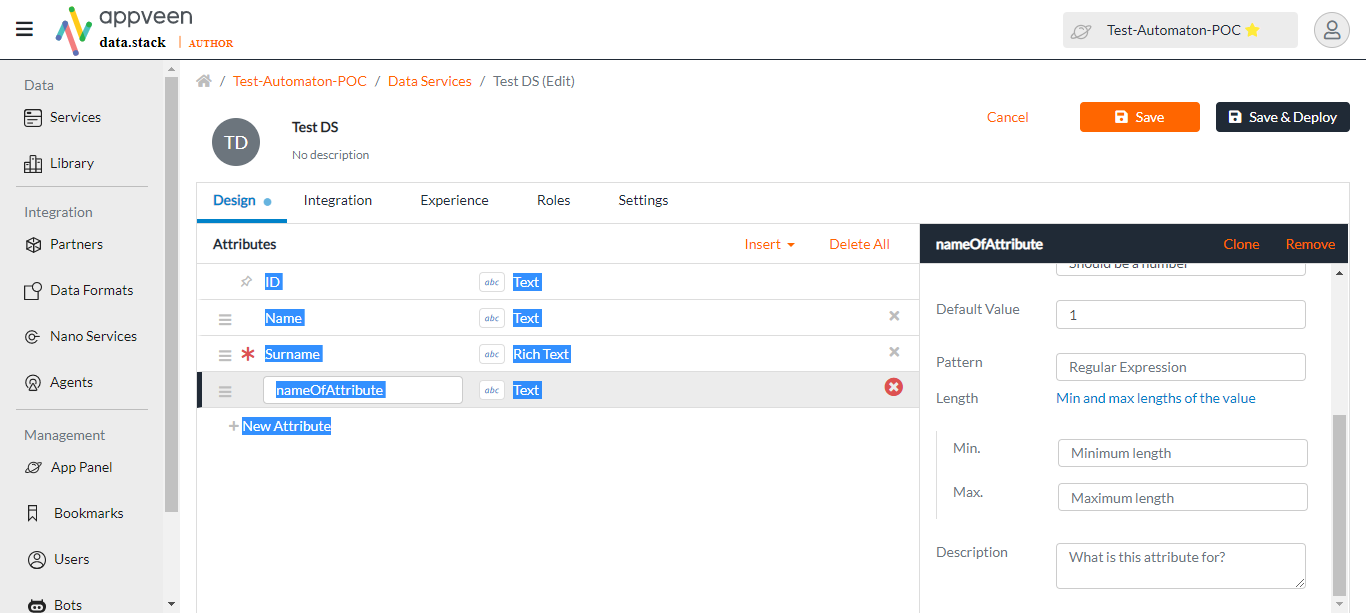 appveen
data.stack | AUTHOR
Test-Automaton-POC
Data
Services
Library
Integration
Partners
Data Formats
Nano Services
Agents
Management
App Panel
Bookmarks
Users
Bots
/ Test-Automaton-POC / Data Services / Test DS (Edit)
TD
Test DS
No description
Cancel
Save
Save & Deploy
Design
Integration
Experience
Roles
Settings
Attributes
Insert
Delete All
ID
abc
Text
Name
abc
Text
Surname
abc
Rich Text
nameOfAttribute
abc
Text
+ New Attribute
nameOfAttribute
Clone
Remove
Should be a number
Default Value
1
Pattern
Regular Expression
Length
Min and max lengths of the value
Min.
Minimum length
Max.
Maximum length
Description
What is this attribute for?